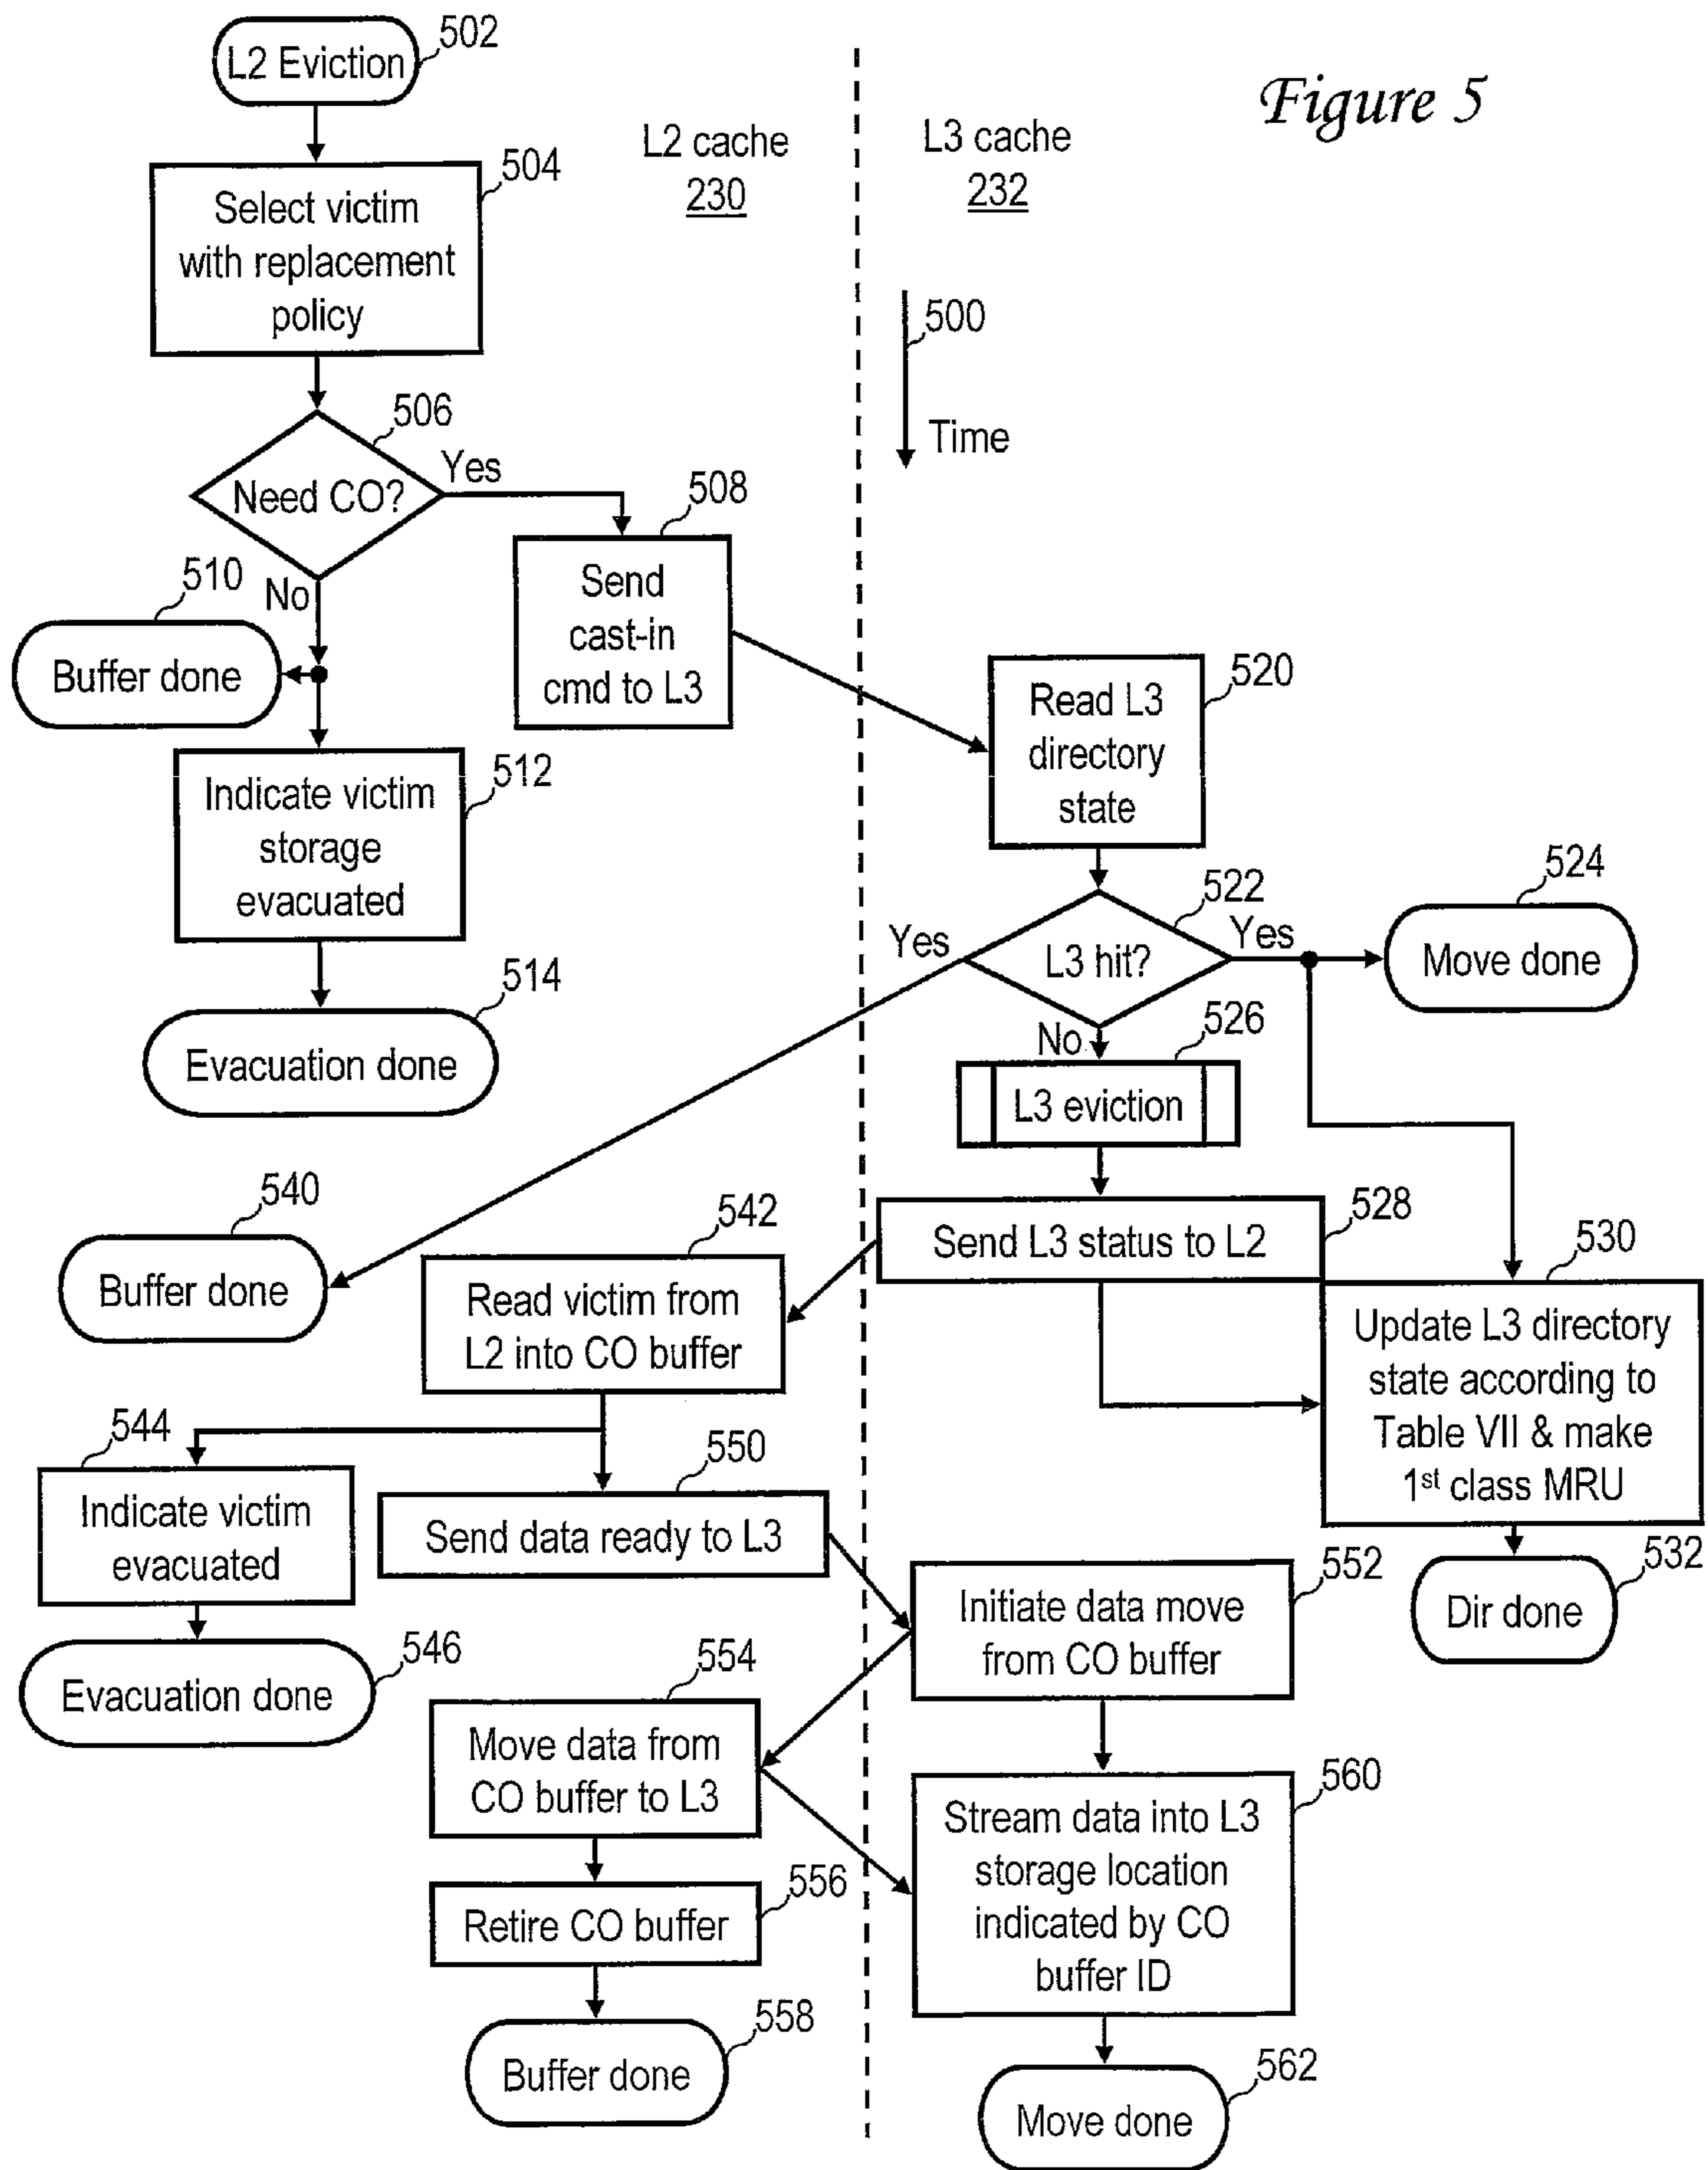 Figure 5
502
L2 Eviction
L2 cache
230
L3 cache
232
504
Select victim
with replacement
policy
500
Time
506
Need CO?
Yes
No
508
Send
cast-in
cmd to L3
510
Buffer done
512
Indicate victim
storage
evacuated
514
Evacuation done
520
Read L3
directory
state
522
L3 hit?
Yes
Yes
No
524
Move done
526
L3 eviction
528
Send L3 status to L2
530
Update L3 directory
state according to
Table VII & make
1st class MRU
532
Dir done
540
Buffer done
542
Read victim from
L2 into CO buffer
544
Indicate victim
evacuated
546
Evacuation done
550
Send data ready to L3
552
Initiate data move
from CO buffer
554
Move data from
CO buffer to L3
556
Retire CO buffer
558
Buffer done
560
Stream data into L3
storage location
indicated by CO
buffer ID
562
Move done